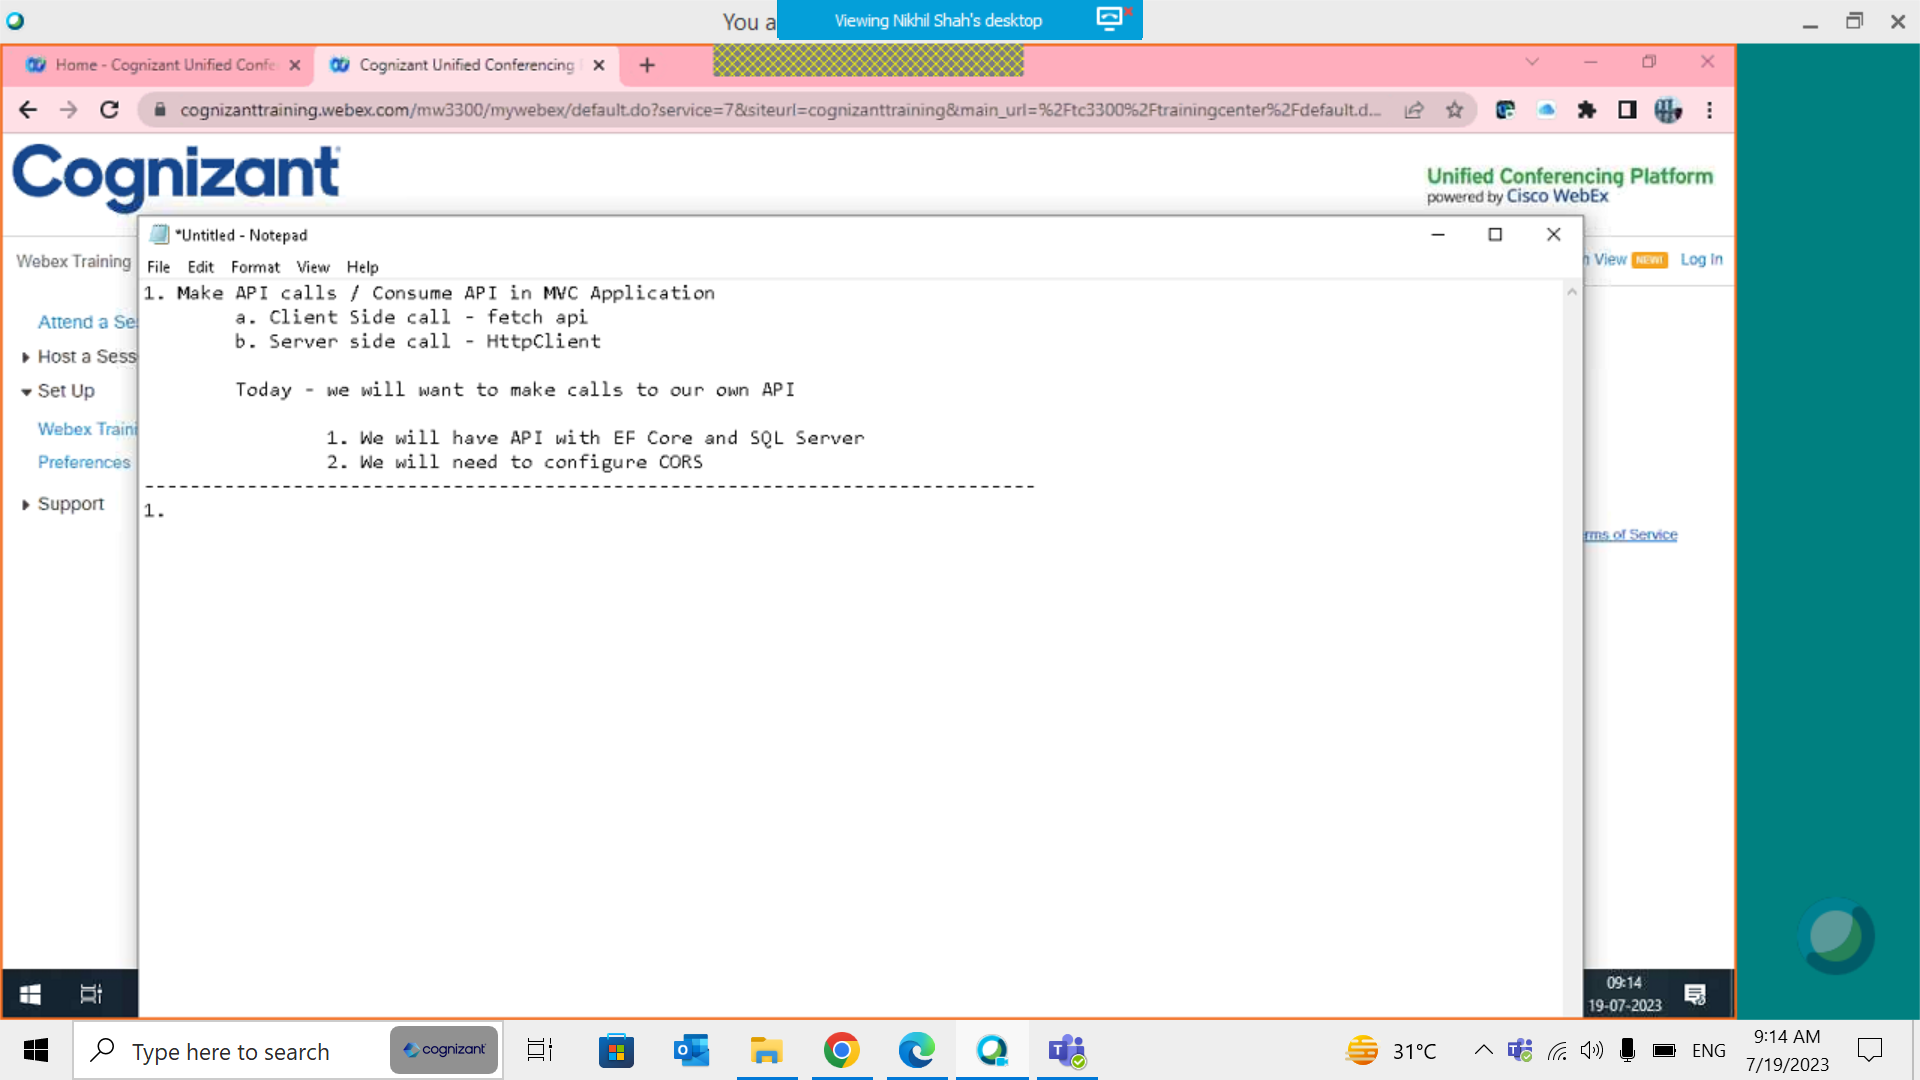 You a
Viewing Nikhil Shah's desktop
Home - Cognizant Unified Confe
Cognizant Unified Conferencing
cognizanttraining.webex.com/mw3300/mywebex/default.do?service=7&siteurl=cognizanttraining&main_url=%2Ftc3300%2Ftrainingcenter%2Fdefault.d...
Cognizant
Unified Conferencing Platform
powered by Cisco WebEx
*Untitled - Notepad
Webex Training
View NEW! Log In
File Edit Format View Help
1. Make API calls / Consume API in MVC Application
a. Client Side call - fetch api
b. Server side call - HttpClient
Today - we will want to make calls to our own API
1. We will have API with EF Core and SQL Server
2. We will need to configure CORS
------------------------------------------------------------------------------
1.
Attend a Se
Host a Sess
Set Up
Webex Traini
Preferences
Support
rms of Service
09:14
19-07-2023
Type here to search
cognizant
31°C
ENG
9:14 AM
7/19/2023